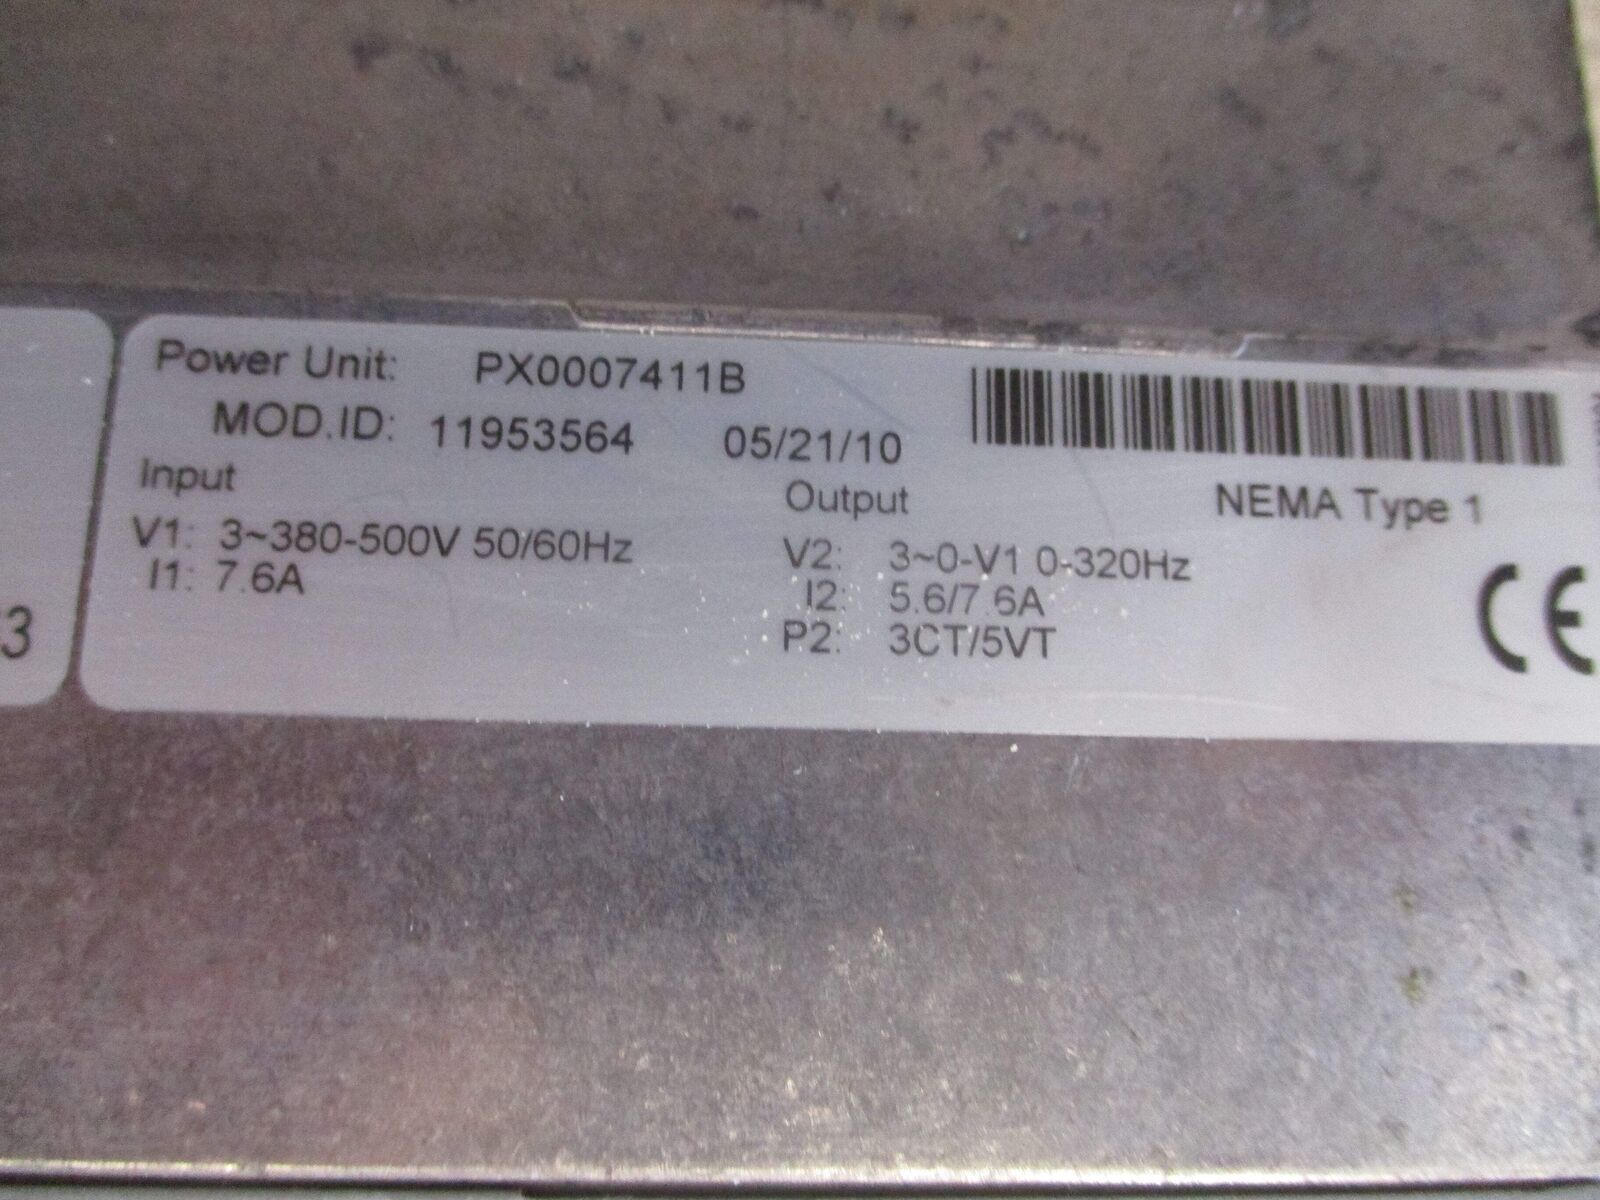 Power Unit: PX0007411B
MOD.ID: 11953564 05/21/10
Input
V1: 3~380-500V 50/60Hz
I1: 7.6A
Output
V2: 3~0-V1 0-320Hz
I2: 5.6/7.6A
P2: 3CT/5VT
NEMA Type 1
CE
3